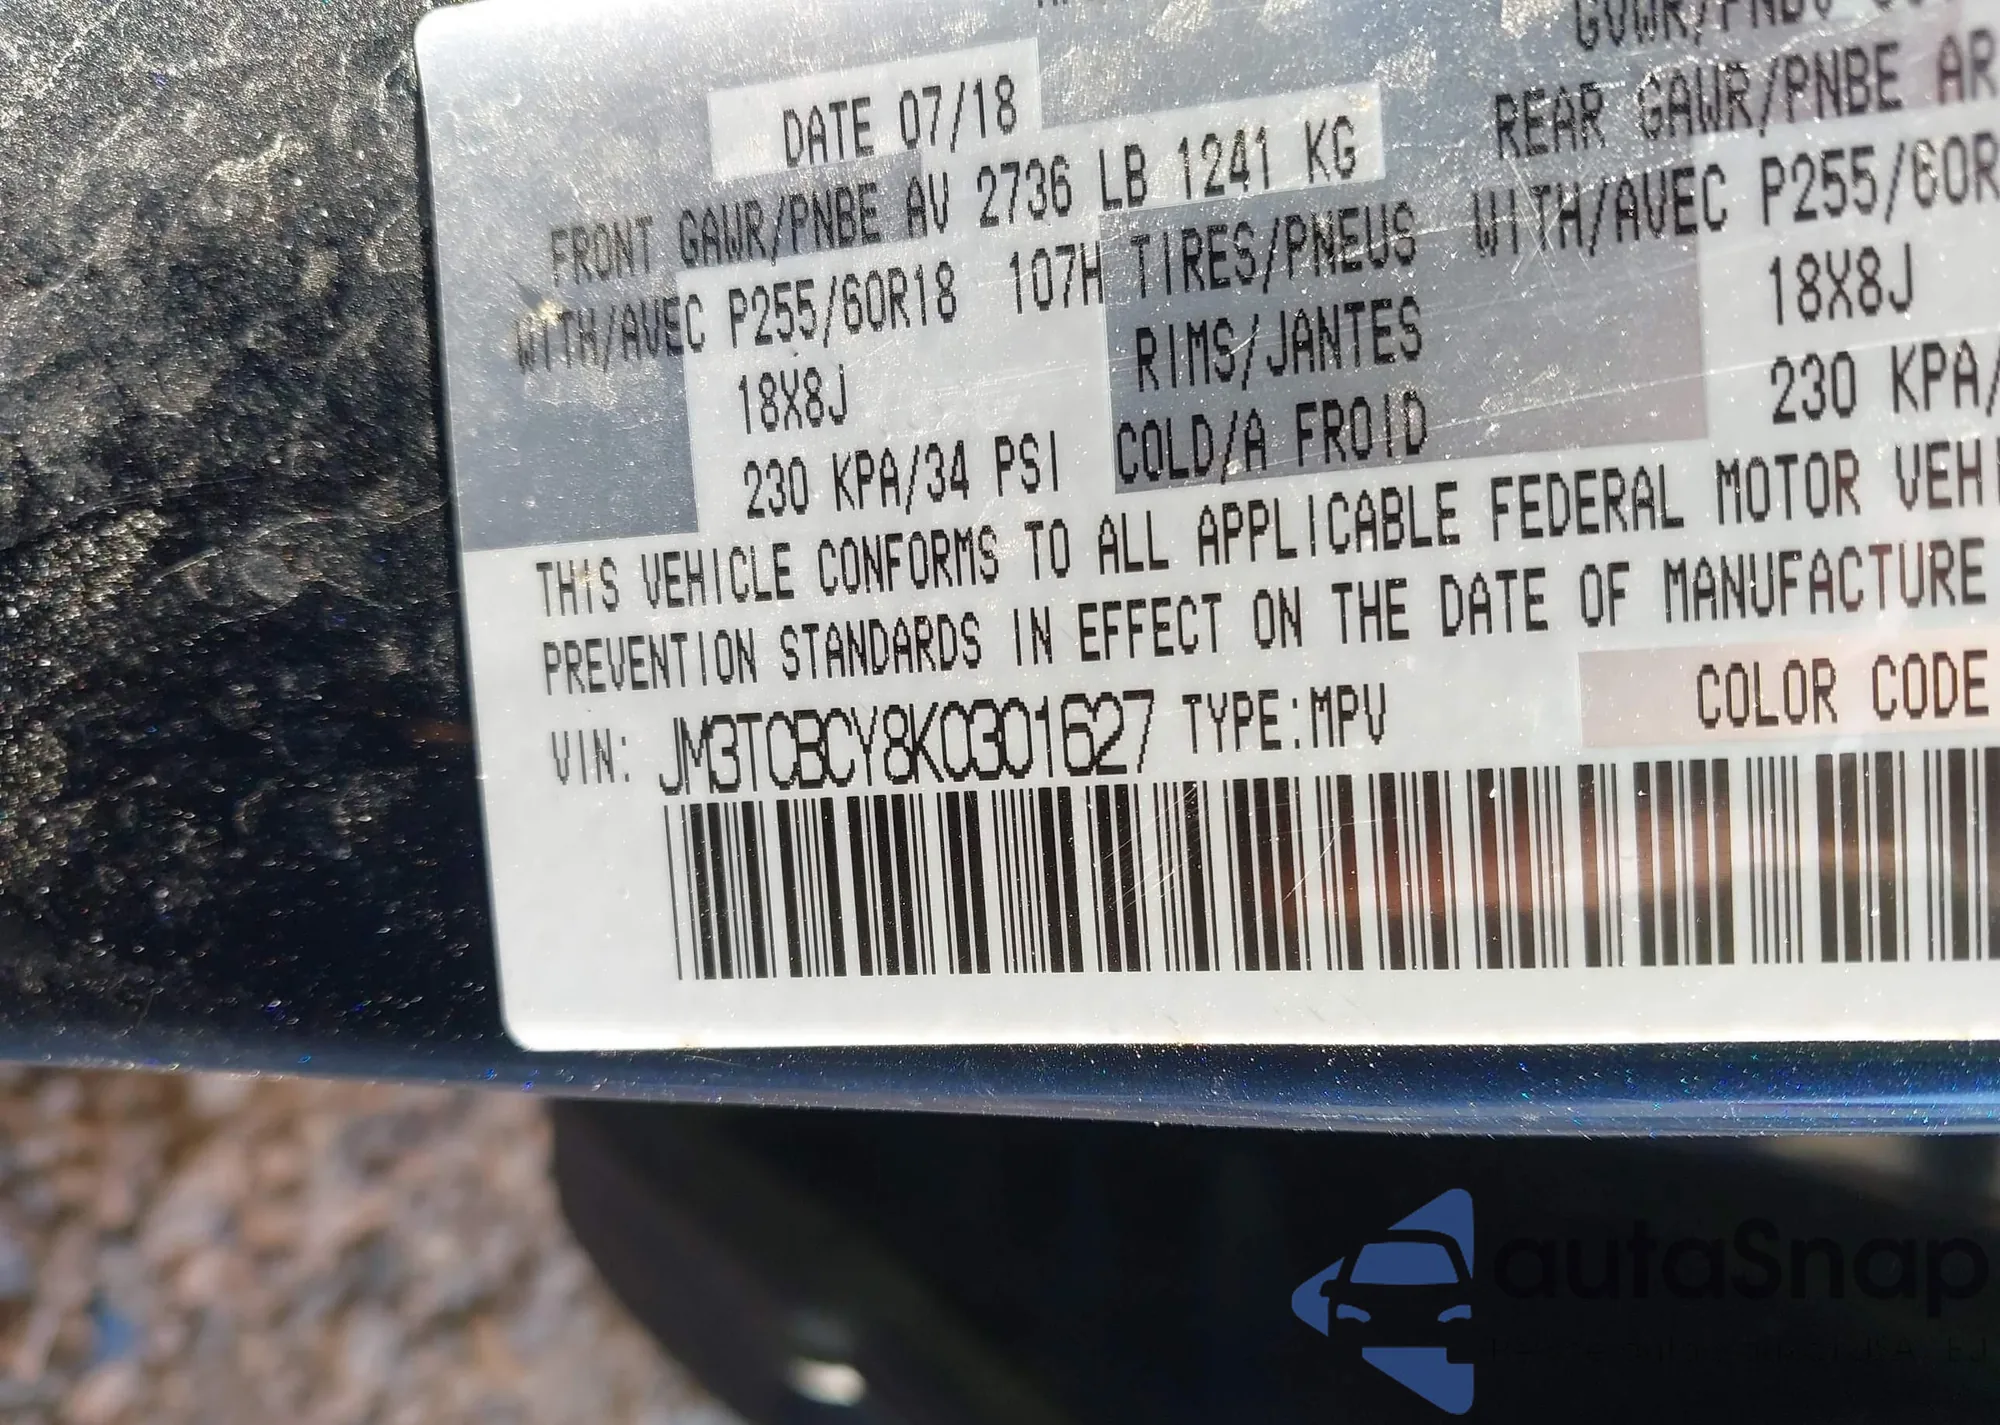 DATE 07/18
FRONT GAWR/PNBE AV 2736 LB 1241 KG
REAR GAWR/PNBE AR
WITH/AVEC P255/60R18 107H TIRES/PNEUS WITH/AVEC P255/60R
18X8J RIMS/JANTES 18X8J
230 KPA/34 PSI COLD/A FROID 230 KPA/
THIS VEHICLE CONFORMS TO ALL APPLICABLE FEDERAL MOTOR VEHI
PREVENTION STANDARDS IN EFFECT ON THE DATE OF MANUFACTURE
VIN: JM3TCBCY8K0301627 TYPE:MPV COLOR CODE
autaSnap